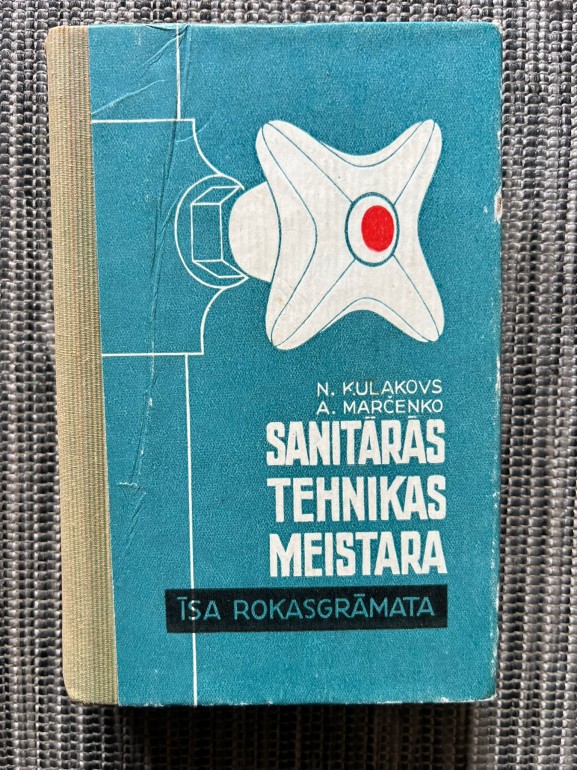 N. KULAKOVS
A. MARČENKO
SANITĀRĀS
TEHNIKAS
MEISTARA
ĪSA ROKASGRĀMATA